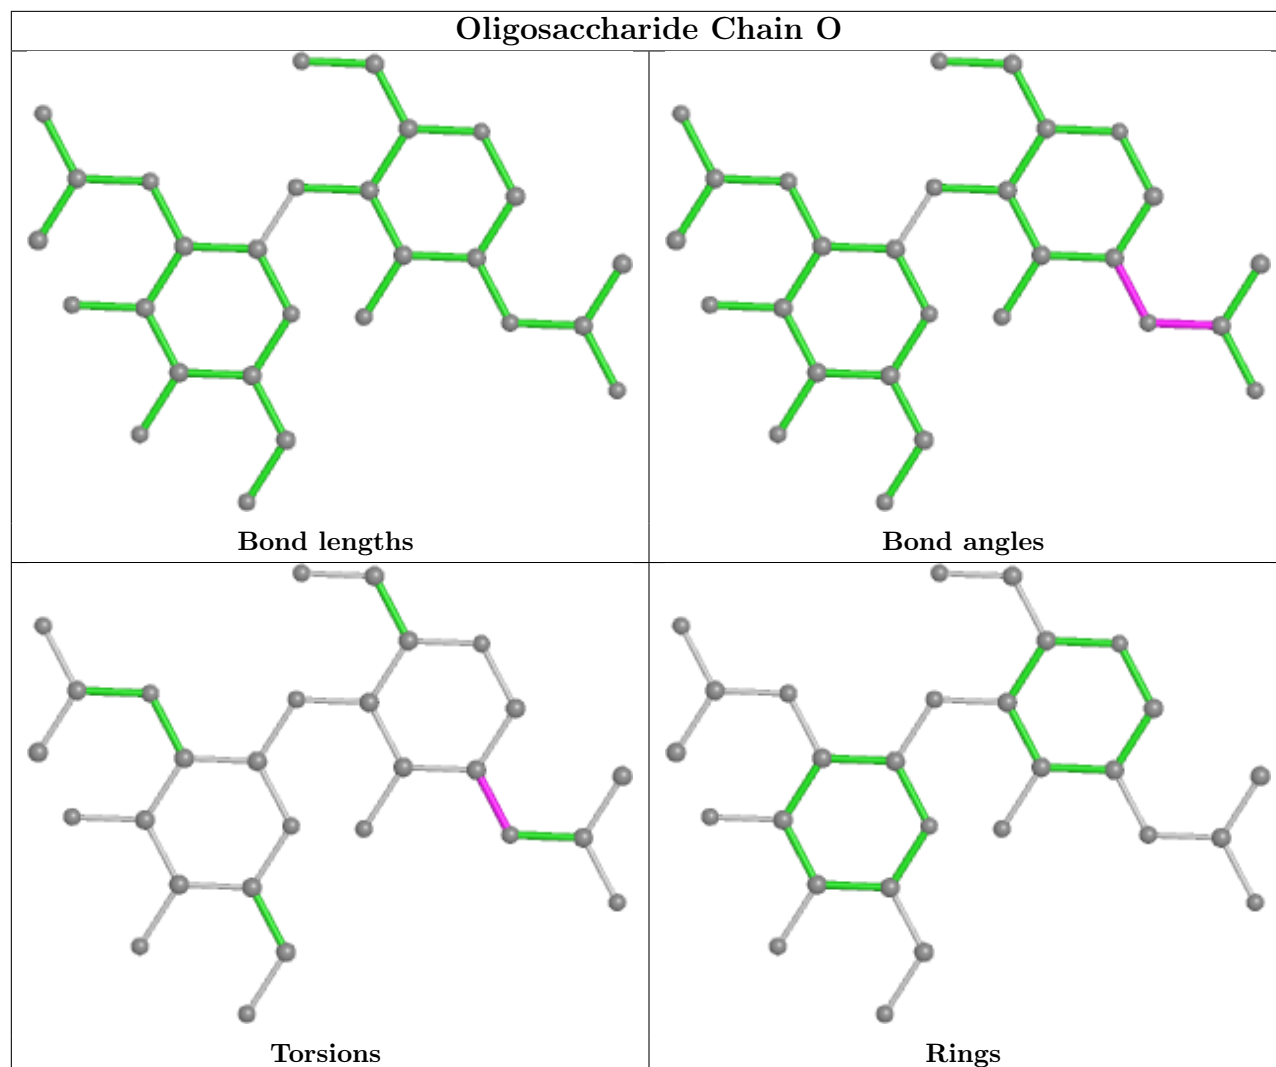 Oligosaccharide Chain O
Bond lengths
Bond angles
Torsions
Rings